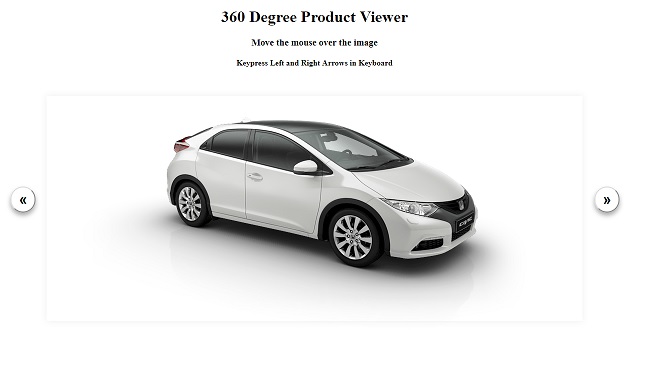 360 Degree Product Viewer
Move the mouse over the image
Keypress Left and Right Arrows in Keyboard
« »